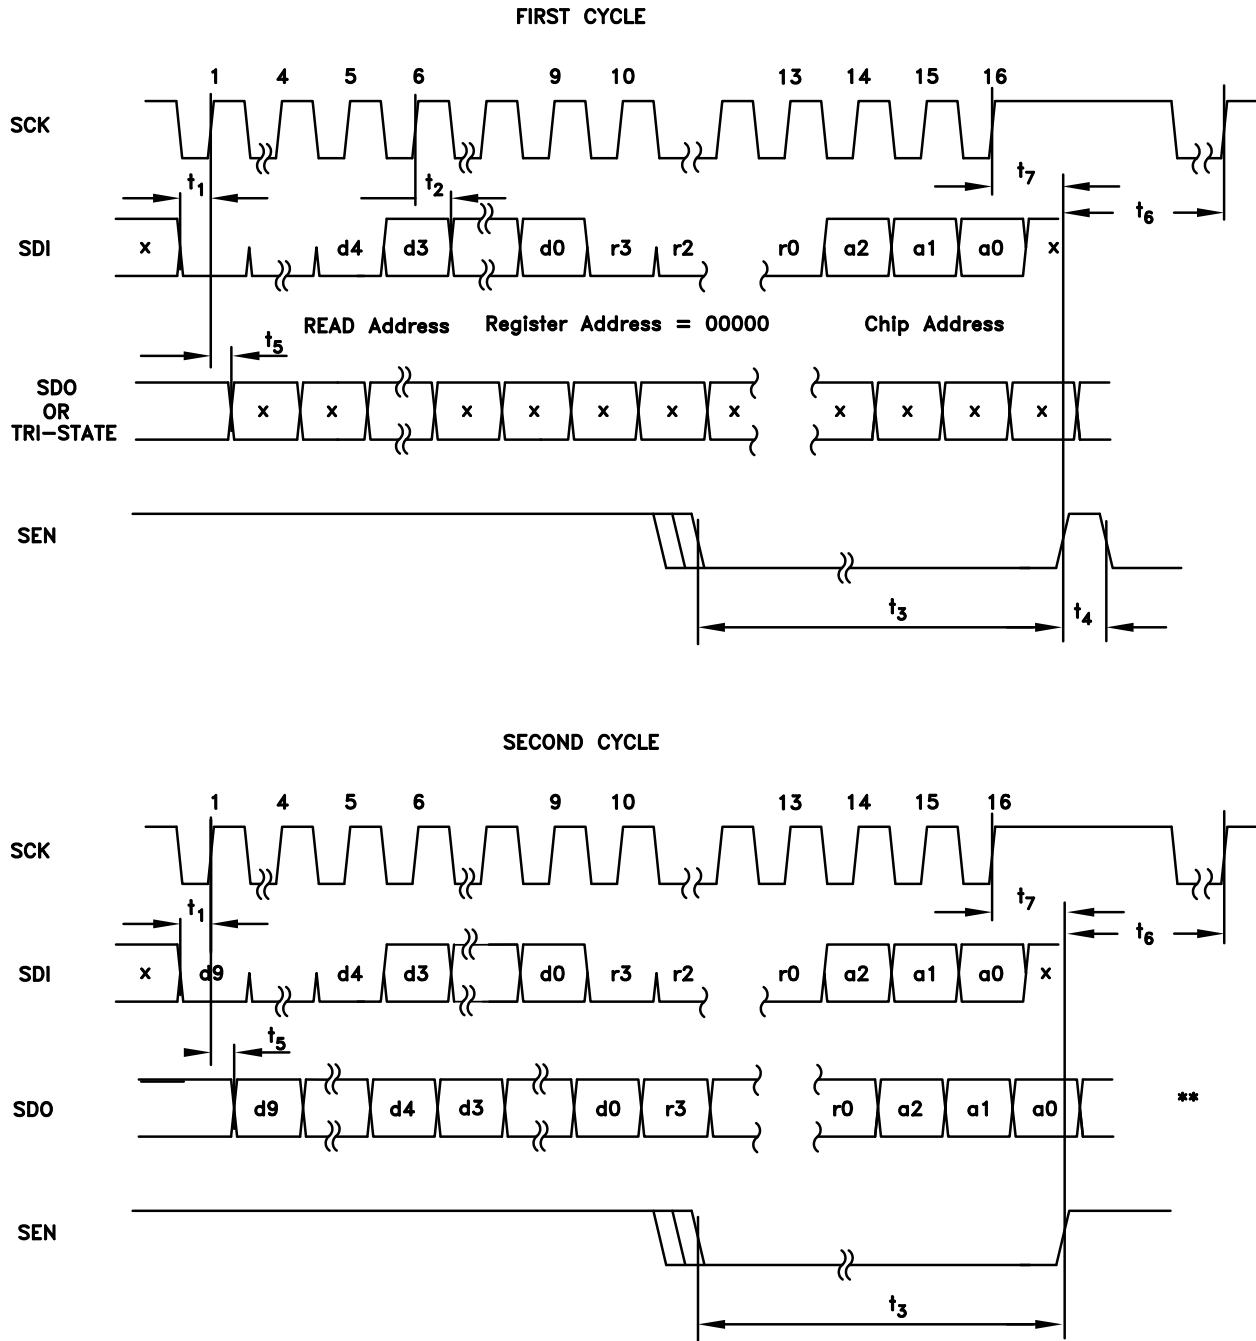 FIRST CYCLE
1 4 5 6 9 10 13 14 15 16
SCK
t1 t2 t7 t6
SDI x d4 d3 d0 r3 r2 r0 a2 a1 a0 x
READ Address Register Address = 00000 Chip Address
t5
SDO
OR
TRI-STATE
x x x x x x x x x x x
SEN
t3 t4
SECOND CYCLE
1 4 5 6 9 10 13 14 15 16
SCK
t1 t7 t6
SDI x d9 d4 d3 d0 r3 r2 r0 a2 a1 a0 x
t5
SDO d9 d4 d3 d0 r3 r0 a2 a1 a0 **
SEN
t3